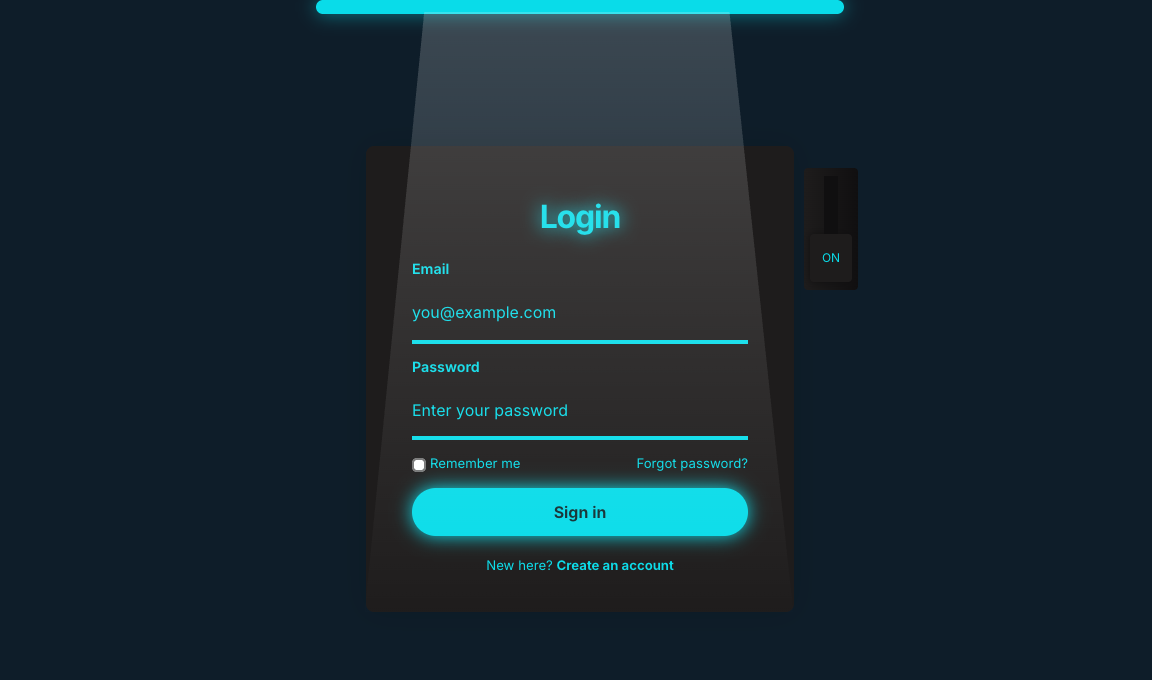 Login
Email
ON
you@example.com
Password
Enter your password
Remember me
Forgot password?
Sign in
New here? Create an account